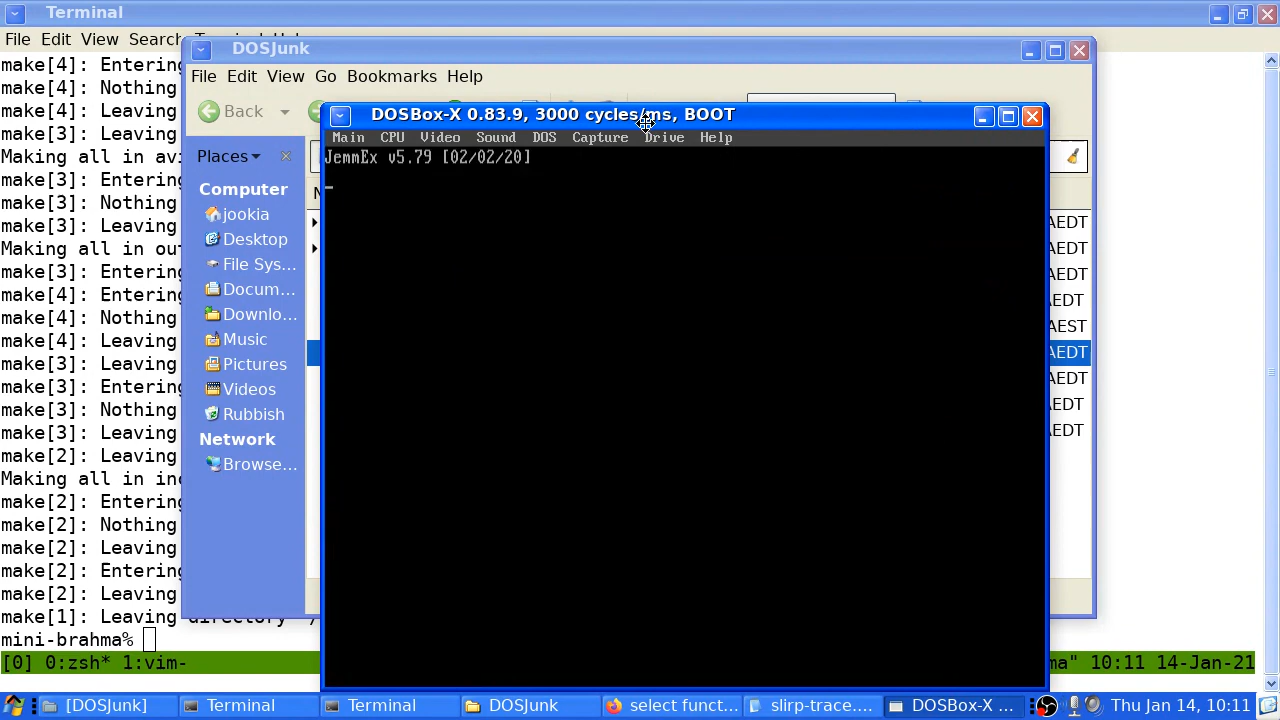 Terminal
File Edit View Search Terminal Help
make[4]: Entering
make[4]: Nothing
make[4]: Leaving
Making all in avi
make[3]: Entering
make[3]: Nothing
make[3]: Leaving
Making all in out
make[3]: Entering
make[4]: Entering
make[4]: Nothing
make[4]: Leaving
make[3]: Leaving
make[3]: Entering
make[3]: Nothing
make[3]: Leaving
make[2]: Leaving
Making all in inc
make[2]: Entering
make[2]: Nothing
make[2]: Leaving
make[2]: Entering
make[2]: Leaving
make[1]: Leaving directory
mini-brahma%
[0] 0:zsh* 1:vim-
10:11 14-Jan-21
DOSJunk
File Edit View Go Bookmarks Help
Back
Places
Computer
jookia
Desktop
File Sys...
Docum...
Downlo...
Music
Pictures
Videos
Rubbish
Network
Browse...
AEDT
AEDT
AEDT
AEDT
AEST
AEDT
AEDT
AEDT
AEDT
DOSBox-X 0.83.9, 3000 cycles/ms, BOOT
Main CPU Video Sound DOS Capture Drive Help
JemmEx v5.79 [02/02/20]
[DOSJunk]
Terminal
Terminal
DOSJunk
select funct...
slirp-trace....
DOSBox-X ...
Thu Jan 14, 10:11